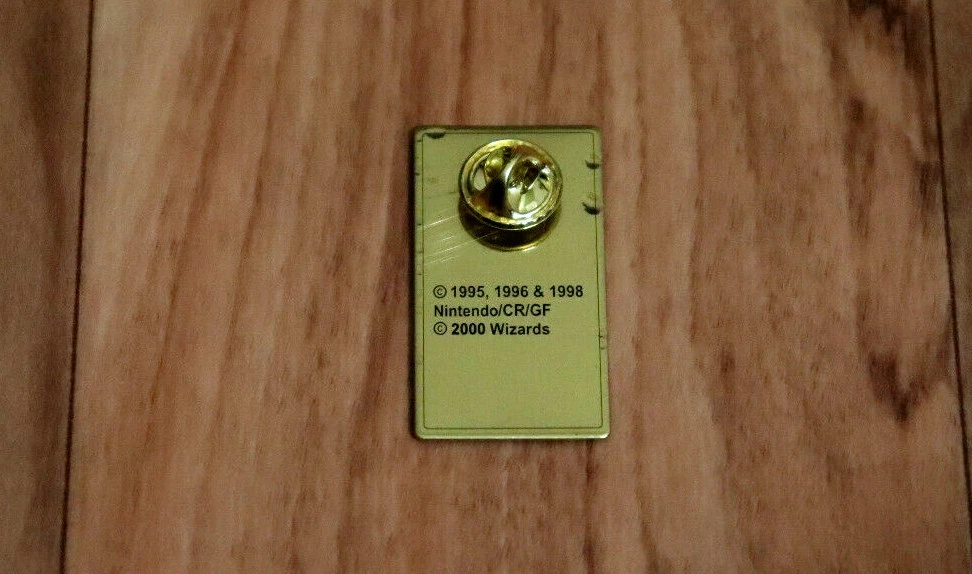 © 1995, 1996 & 1998
Nintendo/CR/GF
© 2000 Wizards